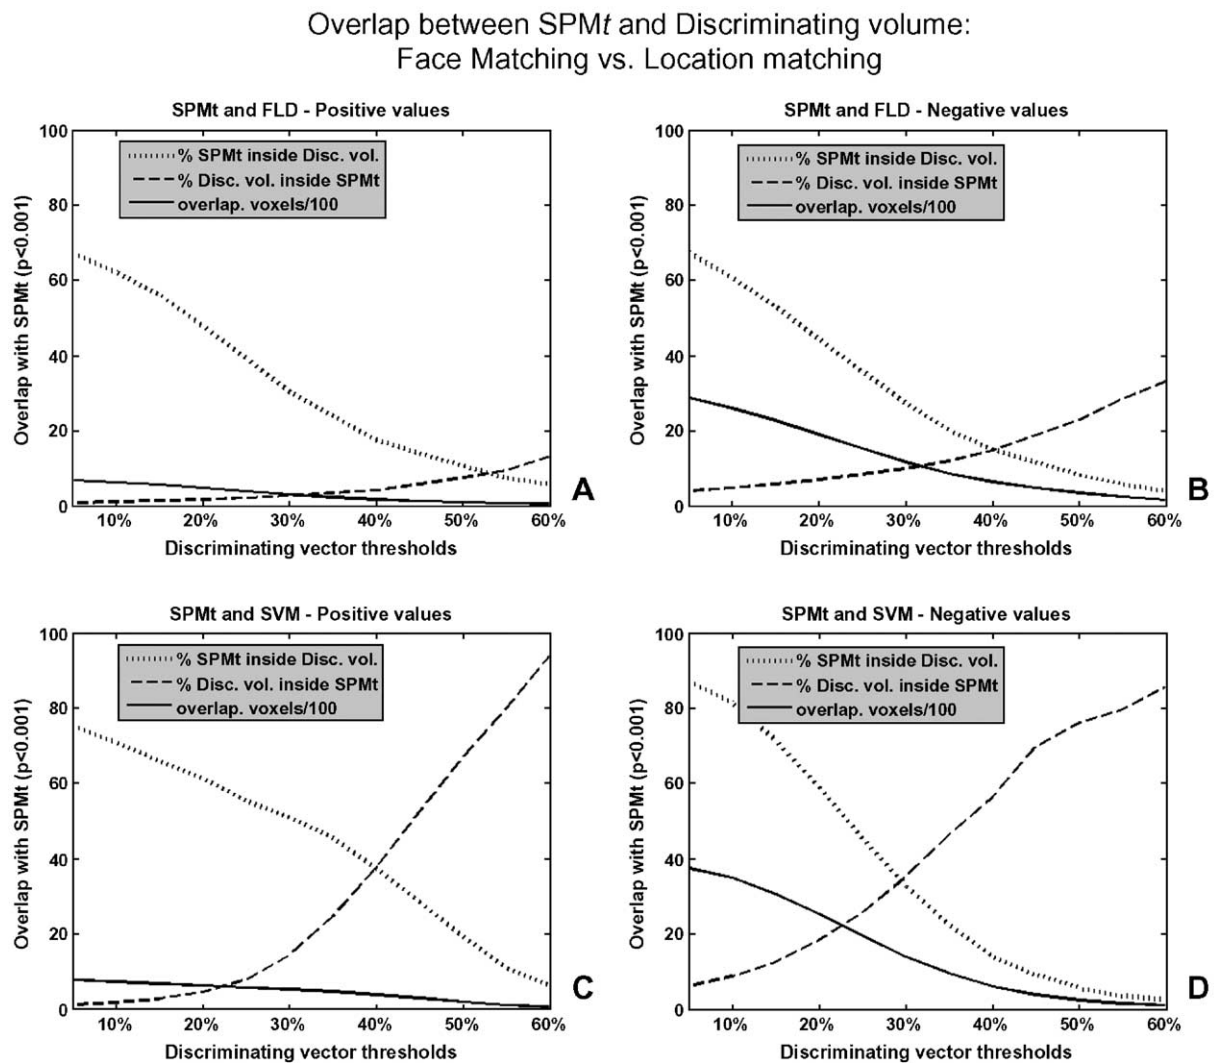 Overlap between SPMt and Discriminating volume:
Face Matching vs. Location matching
SPMt and FLD - Positive values
Overlap with SPMt (p<0.001)
100
80
60
40
20
0
% SPMt inside Disc. vol.
% Disc. vol. inside SPMt
overlap. voxels/100
10%
20%
30%
40%
50%
60%
Discriminating vector thresholds
A
SPMt and FLD - Negative values
Overlap with SPMt (p<0.001)
100
80
60
40
20
0
% SPMt inside Disc. vol.
% Disc. vol. inside SPMt
overlap. voxels/100
10%
20%
30%
40%
50%
60%
Discriminating vector thresholds
B
SPMt and SVM - Positive values
Overlap with SPMt (p<0.001)
100
80
60
40
20
0
% SPMt inside Disc. vol.
% Disc. vol. inside SPMt
overlap. voxels/100
10%
20%
30%
40%
50%
60%
Discriminating vector thresholds
C
SPMt and SVM - Negative values
Overlap with SPMt (p<0.001)
100
80
60
40
20
0
% SPMt inside Disc. vol.
% Disc. vol. inside SPMt
overlap. voxels/100
10%
20%
30%
40%
50%
60%
Discriminating vector thresholds
D